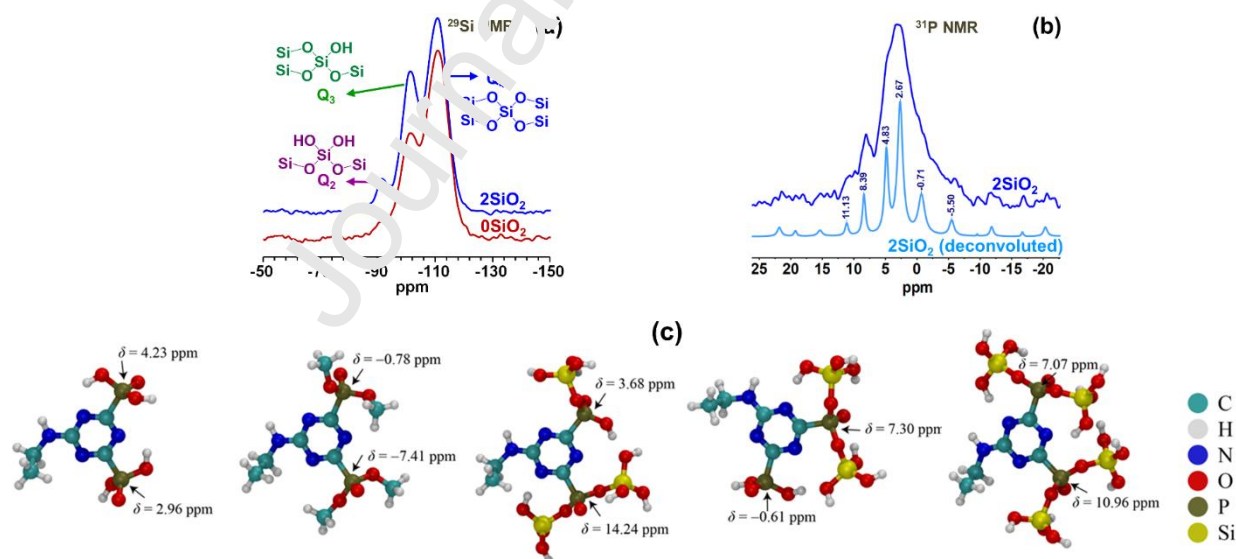 29Si MR (a)
Si OH
Si
Si O Si
Q3
HO OH
Si
Si O O Si
Q2
Si O O Si
Si
Si O O Si
2SiO2
0SiO2
-50 -70 -90 -110 -130 -150
ppm
31P NMR (b)
11.13 8.39 4.83 2.67 -0.71 -5.50
2SiO2
2SiO2 (deconvoluted)
25 20 15 10 5 0 -5 -10 -15 -20
ppm
Journal
(c)
δ = 4.23 ppm
δ = 2.96 ppm
δ = –0.78 ppm
δ = –7.41 ppm
δ = 3.68 ppm
δ = 14.24 ppm
δ = 7.30 ppm
δ = –0.61 ppm
δ = 7.07 ppm
δ = 10.96 ppm
C
H
N
O
P
Si